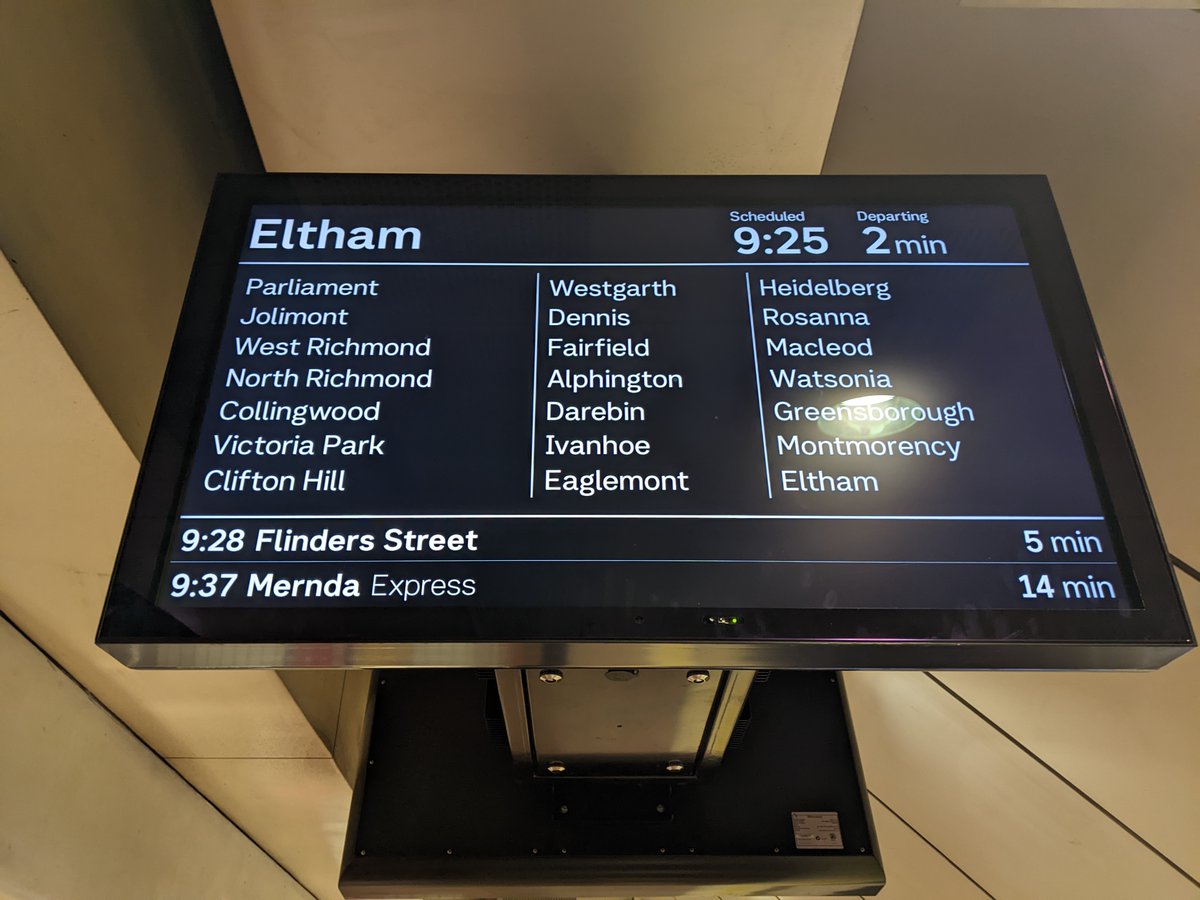 Eltham
Scheduled
9:25
Departing
2 min
Parliament
Jolimont
West Richmond
North Richmond
Collingwood
Victoria Park
Clifton Hill
Westgarth
Dennis
Fairfield
Alphington
Darebin
Ivanhoe
Eaglemont
Heidelberg
Rosanna
Macleod
Watsonia
Greensborough
Montmorency
Eltham
9:28 Flinders Street 5 min
9:37 Mernda Express 14 min